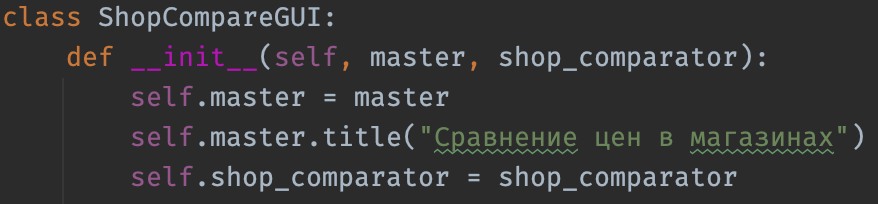 class ShopCompareGUI:
def __init__(self, master, shop_comparator):
self.master = master
self.master.title("Сравнение цен в магазинах")
self.shop_comparator = shop_comparator